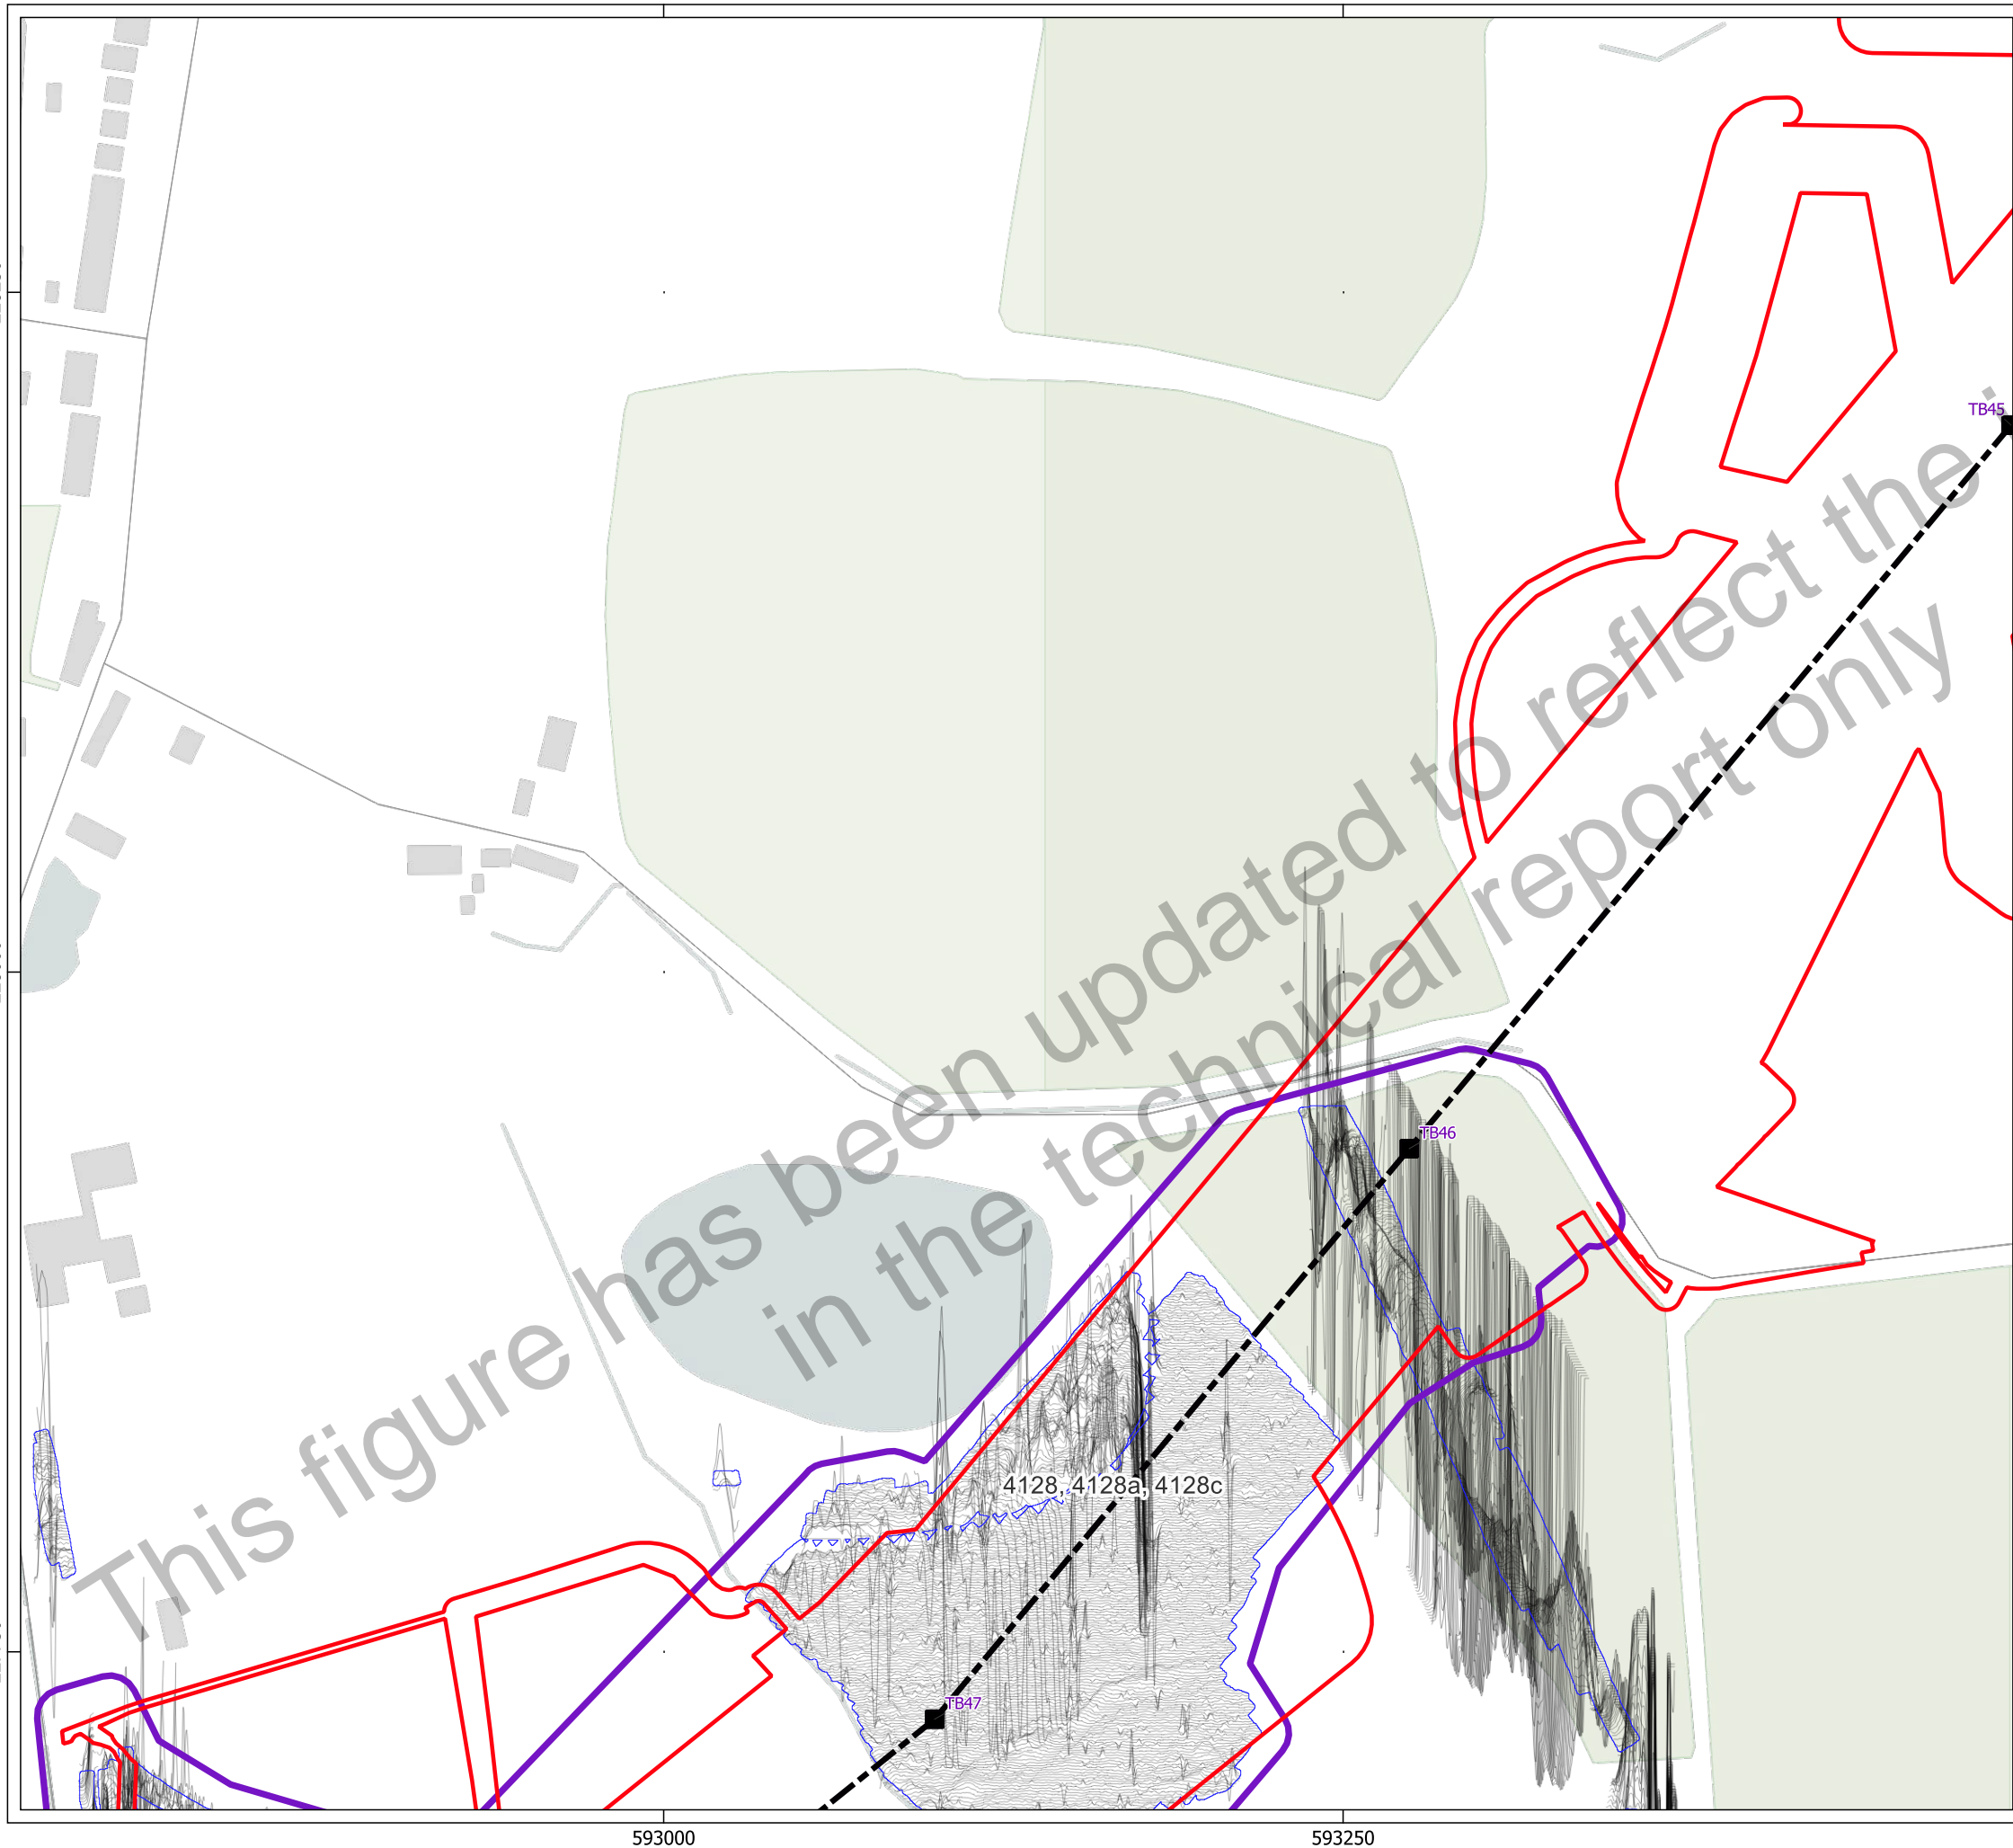 TB45
This figure has been updated to reflect the
in the technical report only
TB46
4128, 4128a, 4128c
TB47
593000
593250